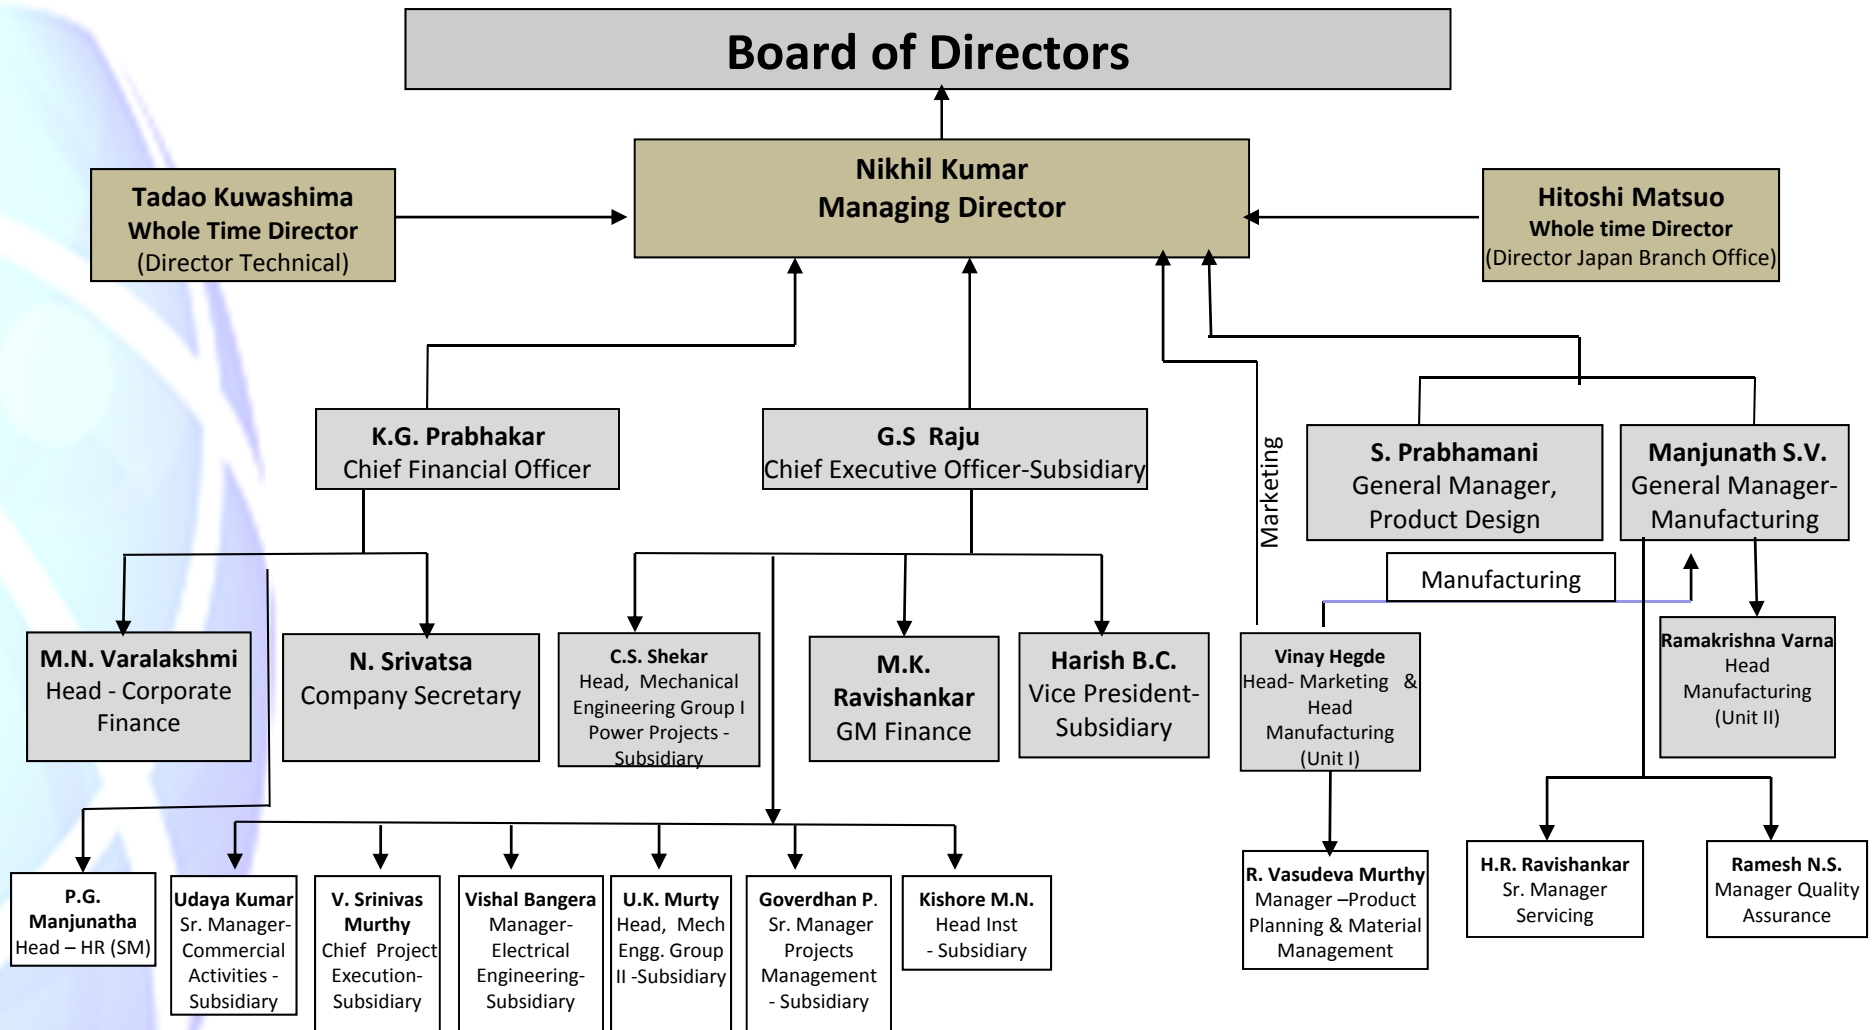 Board of Directors
Nikhil Kumar
Managing Director
Tadao Kuwashima
Whole Time Director
(Director Technical)
Hitoshi Matsuo
Whole time Director
(Director Japan Branch Office)
K.G. Prabhakar
Chief Financial Officer
G.S Raju
Chief Executive Officer-Subsidiary
Marketing
S. Prabhamani
General Manager,
Product Design
Manjunath S.V.
General Manager-
Manufacturing
Manufacturing
M.N. Varalakshmi
Head - Corporate
Finance
N. Srivatsa
Company Secretary
C.S. Shekar
Head, Mechanical
Engineering Group I
Power Projects -
Subsidiary
M.K.
Ravishankar
GM Finance
Harish B.C.
Vice President-
Subsidiary
Vinay Hegde
Head- Marketing &
Head
Manufacturing
(Unit I)
Ramakrishna Varna
Head
Manufacturing
(Unit II)
P.G.
Manjunatha
Head – HR (SM)
Udaya Kumar
Sr. Manager-
Commercial
Activities -
Subsidiary
V. Srinivas
Murthy
Chief Project
Execution-
Subsidiary
Vishal Bangera
Manager-
Electrical
Engineering-
Subsidiary
U.K. Murty
Head, Mech
Engg. Group
II -Subsidiary
Goverdhan P.
Sr. Manager
Projects
Management
- Subsidiary
Kishore M.N.
Head Inst
- Subsidiary
R. Vasudeva Murthy
Manager –Product
Planning & Material
Management
H.R. Ravishankar
Sr. Manager
Servicing
Ramesh N.S.
Manager Quality
Assurance